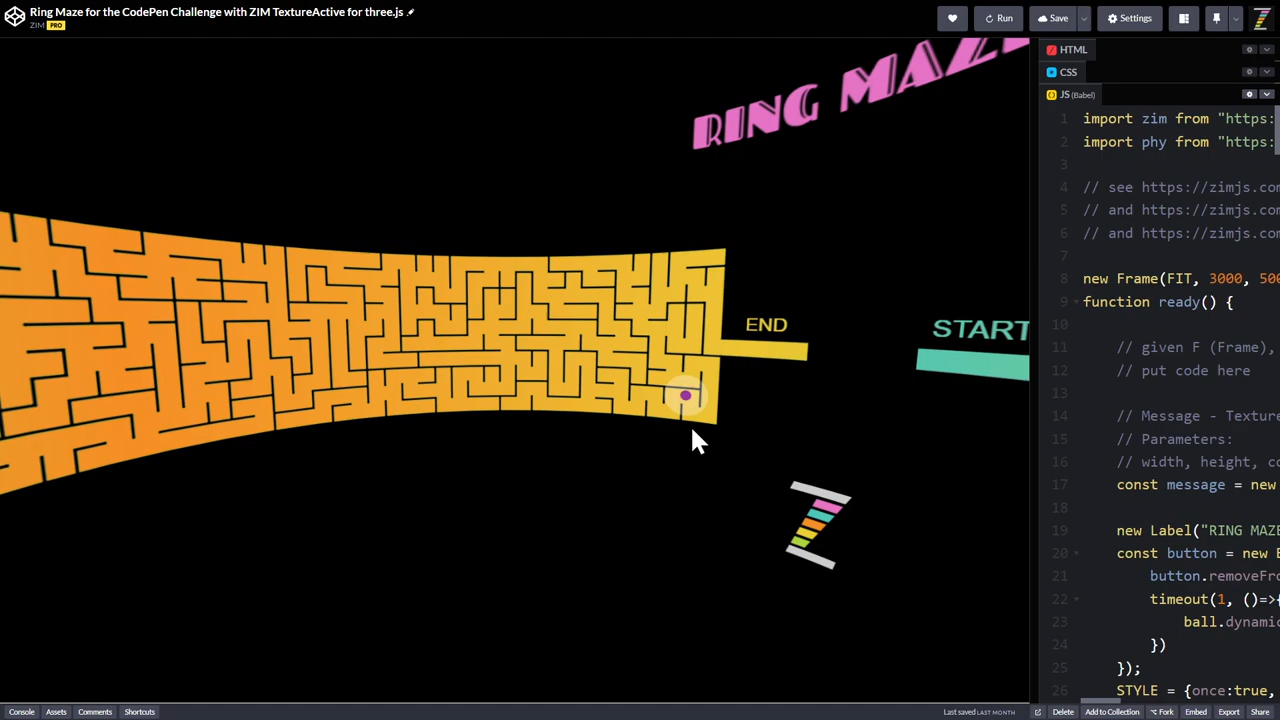 Ring Maze for the CodePen Challenge with ZIM TextureActive for three.js
ZIM PRO
Run
Save
Settings
RING MAZE
END
START
HTML
CSS
JS (Babel)
1 import zim from "https:
2 import phy from "https:
3
4 // see https://zimjs.co
5 // and https://zimjs.co
6 // and https://zimjs.co
7
8 new Frame(FIT, 3000, 500
9 function ready() {
10
11 // given F (Frame),
12 // put code here
13
14 // Message - Textur
15 // Parameters:
16 // width, height, co
17 const message = new
18
19 new Label("RING MAZE
20 const button = new B
21 button.removeFro
22 timeout(1, ()=>{
23 ball.dynamic
24 })
25 });
26 STYLE = {once:true,
Console
Assets
Comments
Shortcuts
Last saved LAST MONTH
Delete
Add to Collection
Fork
Embed
Export
Share